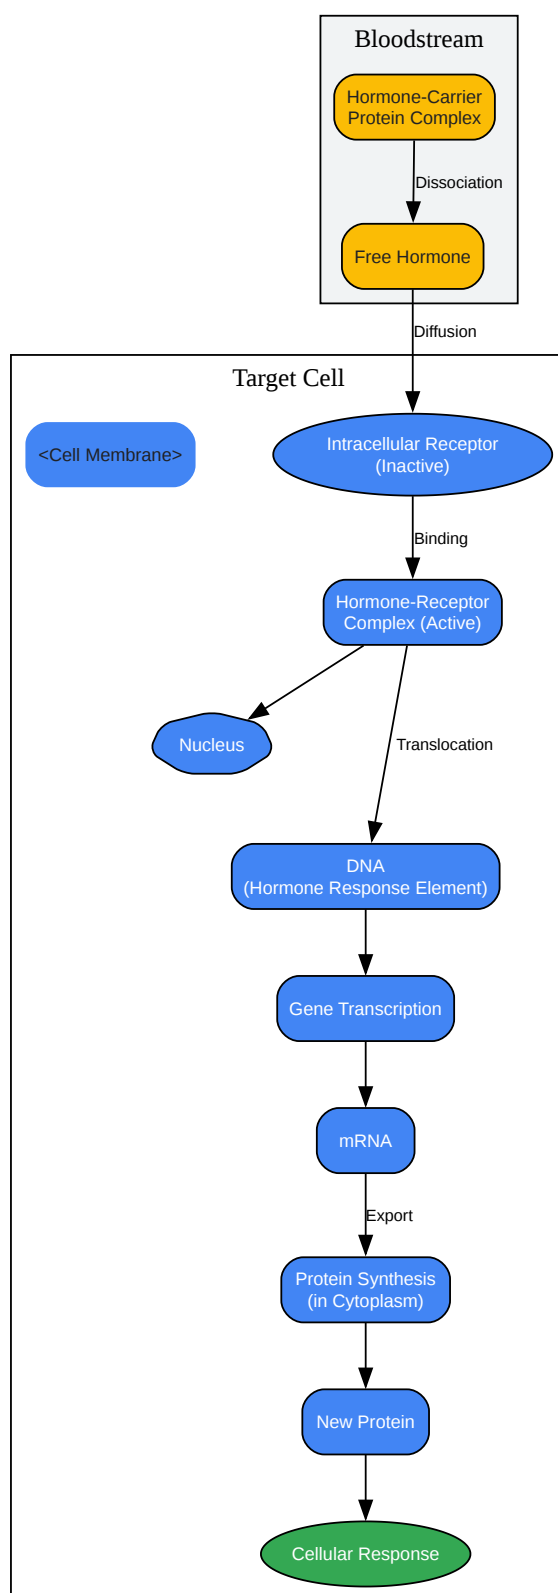 Bloodstream
Hormone-Carrier
Protein Complex
Dissociation
Free Hormone
Diffusion
Target Cell
<Cell Membrane>
Intracellular Receptor
(Inactive)
Binding
Hormone-Receptor
Complex (Active)
Nucleus
Translocation
DNA
(Hormone Response Element)
Gene Transcription
mRNA
Export
Protein Synthesis
(in Cytoplasm)
New Protein
Cellular Response